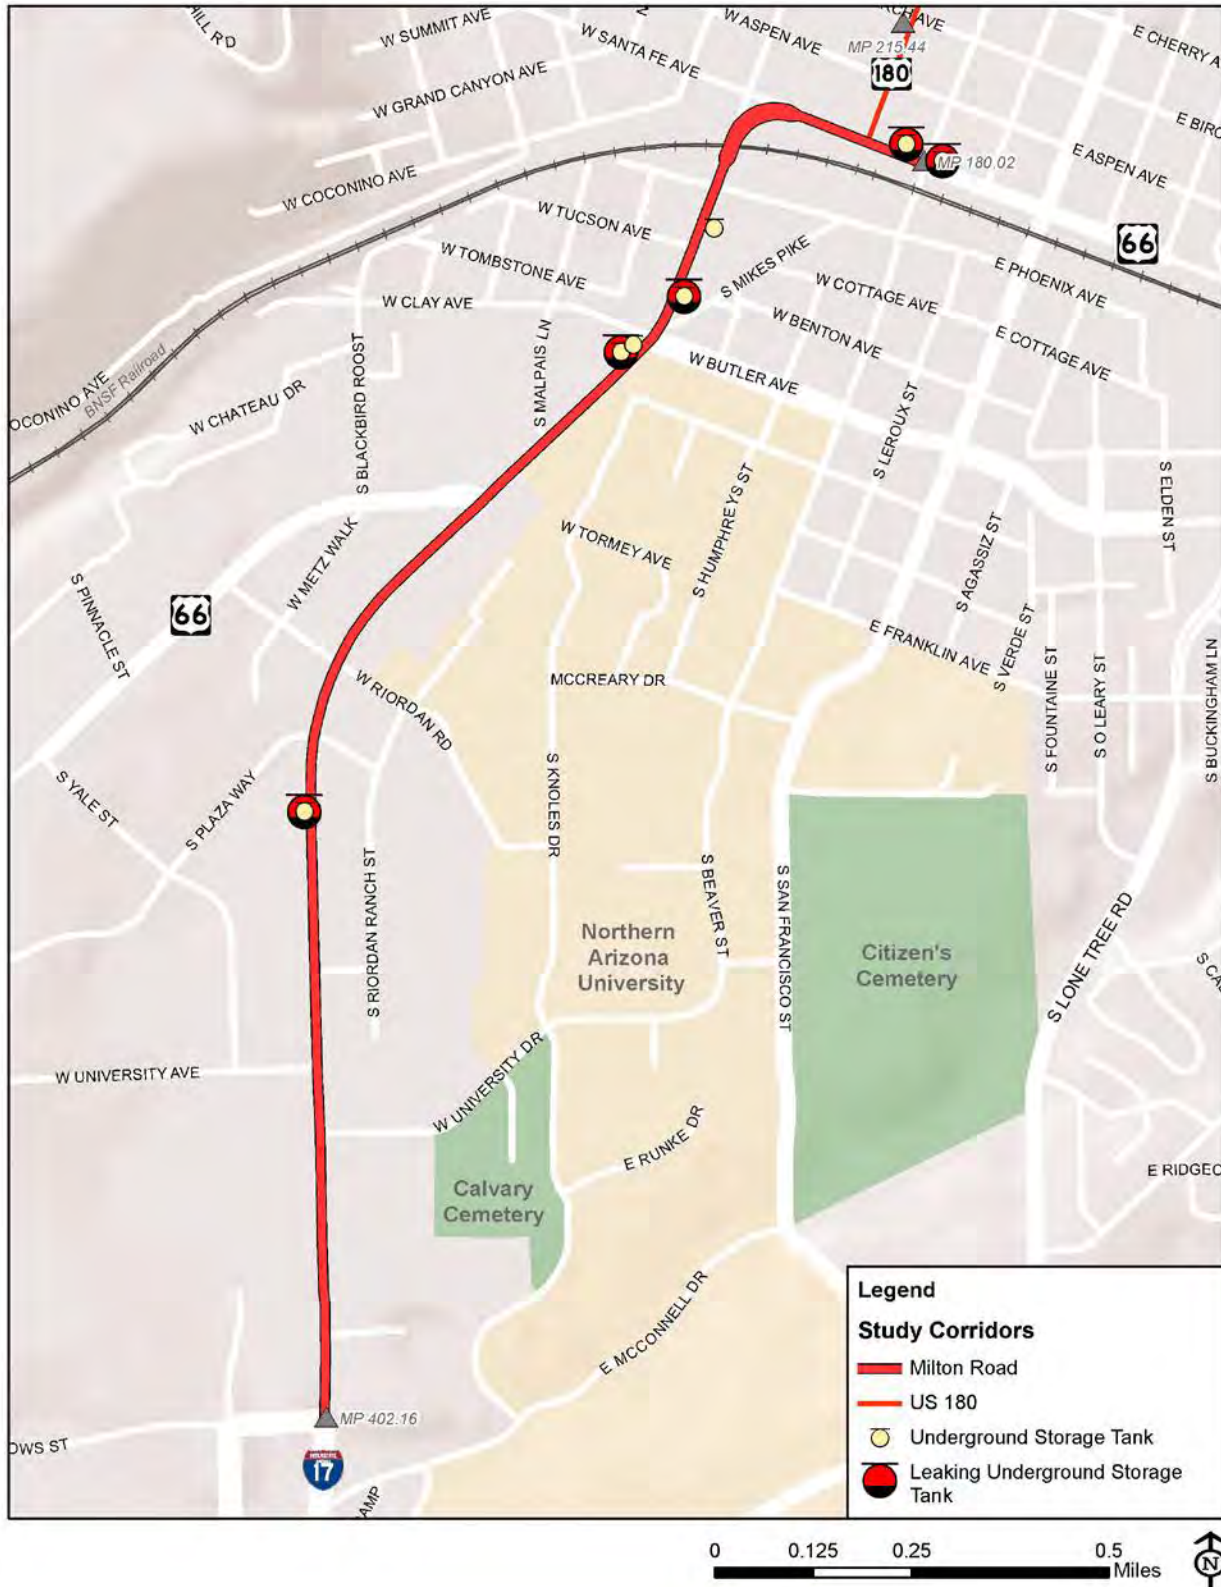 HILL RD
W SUMMIT AVE
N
W ASPEN AVE
RCH AVE
E CHERRY A
W SANTA FE AVE
MP 215.44
180
W GRAND CANYON AVE
E BIRC
E ASPEN AVE
MP 180.02
W COCONINO AVE
W TUCSON AVE
66
S MIKES PIKE
W TOMBSTONE AVE
E PHOENIX AVE
W COTTAGE AVE
W CLAY AVE
W BENTON AVE
E COTTAGE AVE
S BLACKBIRD ROOST
S MALPAIS LN
W BUTLER AVE
OCONINO AVE
BNSF Railroad
W CHATEAU DR
S LEROUX ST
S ELDEN ST
S HUMPHREYS ST
W TORMEY AVE
S AGASSIZ ST
W METZ WALK
S PINNACLE ST
66
E FRANKLIN AVE
S VERDE ST
S FOUNTAINE ST
S O LEARY ST
S BUCKINGHAM LN
MCCREARY DR
W RIORDAN RD
S YALE ST
S PLAZA WAY
S KNOLES DR
S RIORDAN RANCH ST
S BEAVER ST
S SAN FRANCISCO ST
Northern
Arizona
University
Citizen's
Cemetery
S LONE TREE RD
S CA
W UNIVERSITY AVE
W UNIVERSITY DR
E RUNKE DR
E RIDGEC
Calvary
Cemetery
E MCCONNELL DR
MP 402.16
OWS ST
17
AMP
Legend
Study Corridors
Milton Road
US 180
Underground Storage Tank
Leaking Underground Storage
Tank
0 0.125 0.25 0.5
Miles
N